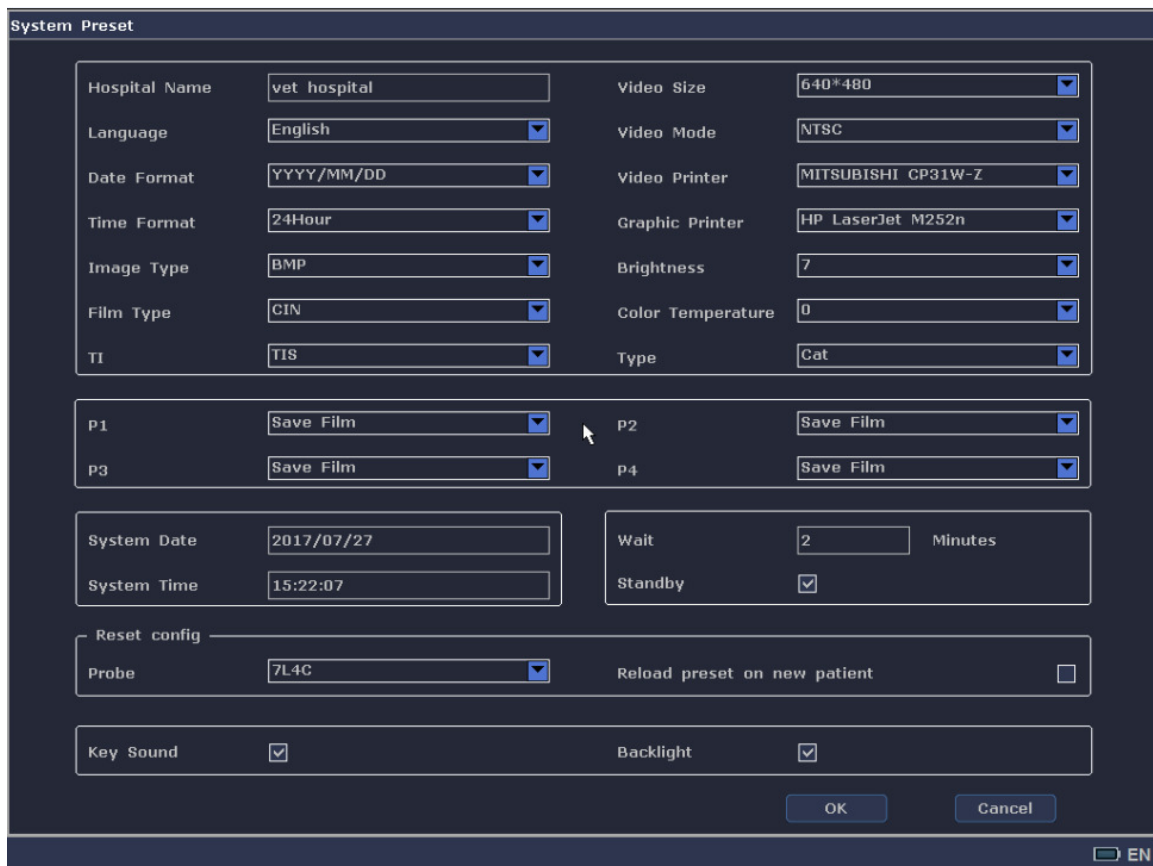 System Preset
Hospital Name vet hospital Video Size 640*480
Language English Video Mode NTSC
Date Format YYYY/MM/DD Video Printer MITSUBISHI CP31W-Z
Time Format 24Hour Graphic Printer HP LaserJet M252n
Image Type BMP Brightness 7
Film Type CIN Color Temperature 0
TI TIS Type Cat
P1 Save Film P2 Save Film
P3 Save Film P4 Save Film
System Date 2017/07/27 Wait 2 Minutes
System Time 15:22:07 Standby
Reset config
Probe 7L4C Reload preset on new patient
Key Sound Backlight
OK Cancel
EN